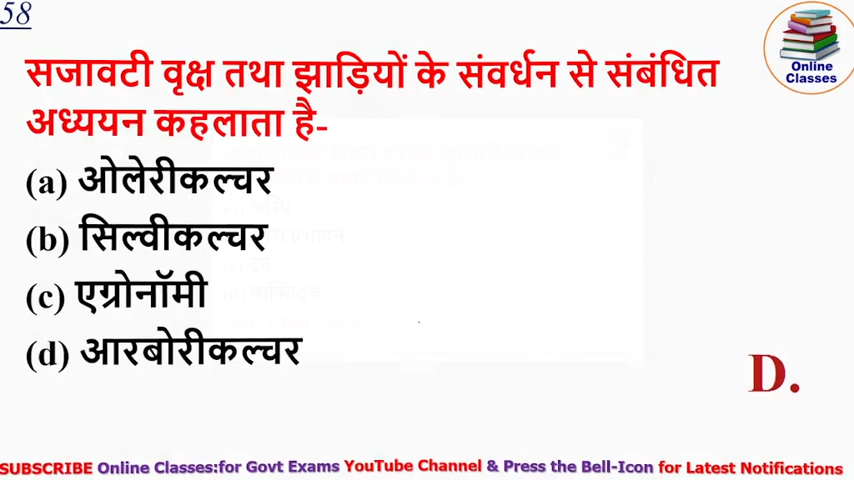 58
Online
Classes
सजावटी वृक्ष तथा झाड़ियों के संवर्धन से संबंधित
अध्ययन कहलाता है-
(a) ओलेरीकल्चर
(b) सिल्वीकल्चर
(c) एग्रोनॉमी
(d) आरबोरीकल्चर
D.
SUBSCRIBE Online Classes:for Govt Exams YouTube Channel & Press the Bell-Icon for Latest Notifications